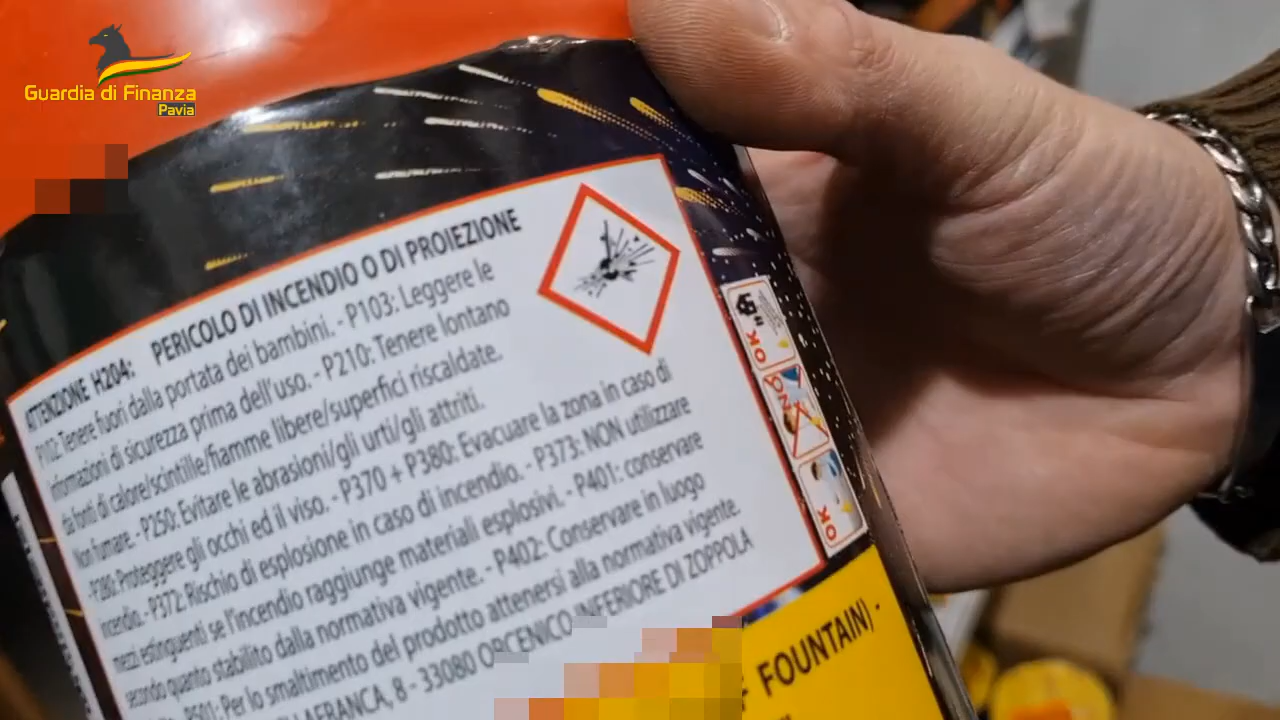 Guardia di Finanza
Pavia
ATTENZIONE H204: PERICOLO DI INCENDIO O DI PROIEZIONE
P102: Tenere fuori dalla portata dei bambini. - P103: Leggere le
informazioni di sicurezza prima dell'uso. - P210: Tenere lontano
da fonti di calore/scintille/fiamme libere/superfici riscaldate.
Non fumare. - P250: Evitare le abrasioni/gli urti/gli attriti.
-P280: Proteggere gli occhi ed il viso. - P370 + P380: Evacuare la zona in caso di
incendio. - P372: Rischio di esplosione in caso di incendio. - P373: NON utilizzare
mezzi estinguenti se l'incendio raggiunge materiali esplosivi. - P401: conservare
secondo quanto stabilito dalla normativa vigente. - P402: Conservare in luogo
P501: Per lo smaltimento del prodotto attenersi alla normativa vigente.
LAFRANCA, 8 - 33080 ORCENICO INFERIORE DI ZOPPOLA
OK
NO
OK
F FOUNTAIN) -